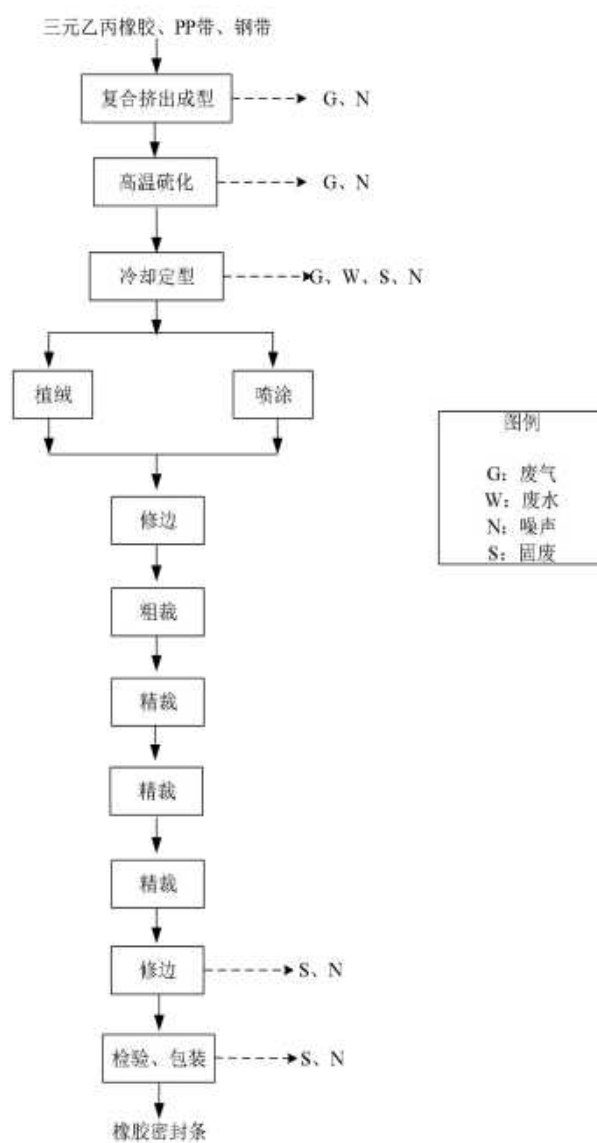 三元乙丙橡胶、PP带、钢带
复合挤出成型
G、N
高温硫化
G、N
冷却定型
G、W、S、N
植绒
喷涂
图例
G：废气
W：废水
N：噪声
S：固废
修边
粗裁
精裁
精裁
精裁
修边
S、N
检验、包装
S、N
橡胶密封条